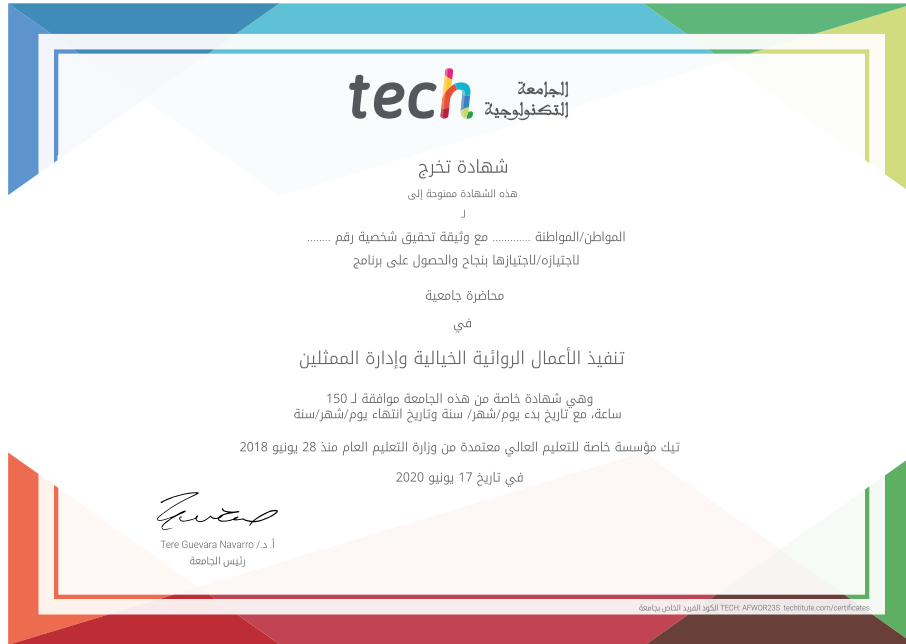 tech الجامعة
التكنولوجية
شهادة تخرج
هذه الشهادة ممنوحة إلى
لـ
المواطن/المواطنة ............. مع وثيقة تحقيق شخصية رقم ........
لاجتيازه/لاجتيازها بنجاح والحصول على برنامج
محاضرة جامعية
في
تنفيذ الأعمال الروائية الخيالية وإدارة الممثلين
وهي شهادة خاصة من هذه الجامعة موافقة لـ 150
ساعة، مع تاريخ بدء يوم/شهر/ سنة وتاريخ انتهاء يوم/شهر/سنة
تيك مؤسسة خاصة للتعليم العالي معتمدة من وزارة التعليم العام منذ 28 يونيو 2018
في تاريخ 17 يونيو 2020
أ. د./ Tere Guevara Navarro
رئيس الجامعة
الكود الفريد الخاص بجامعة TECH: AFWOR23S techtitute.com/certificates